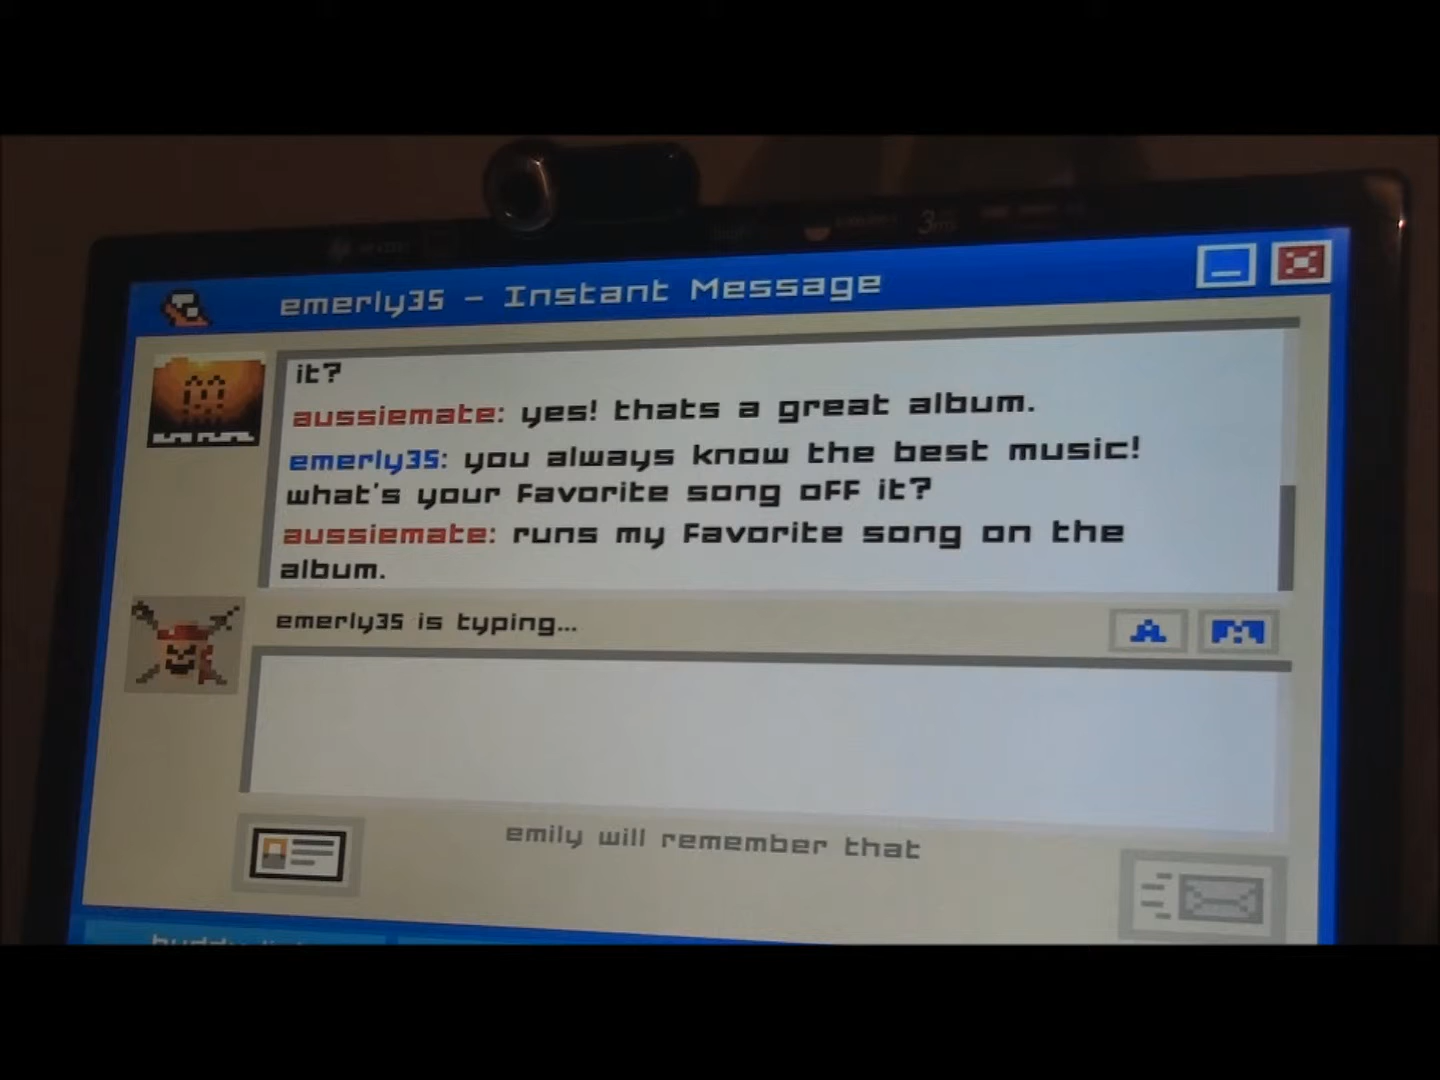 3ms
emerly35 - Instant Message
it?
aussiemate: yes! thats a great album.
emerly35: you always know the best music!
what's your favorite song off it?
aussiemate: runs my favorite song on the
album.
emerly35 is typing...
A
emily will remember that